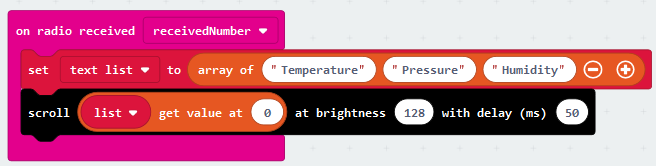 on radio received receivedNumber
set text list to array of "Temperature" "Pressure" "Humidity"
scroll list get value at 0 at brightness 128 with delay (ms) 50